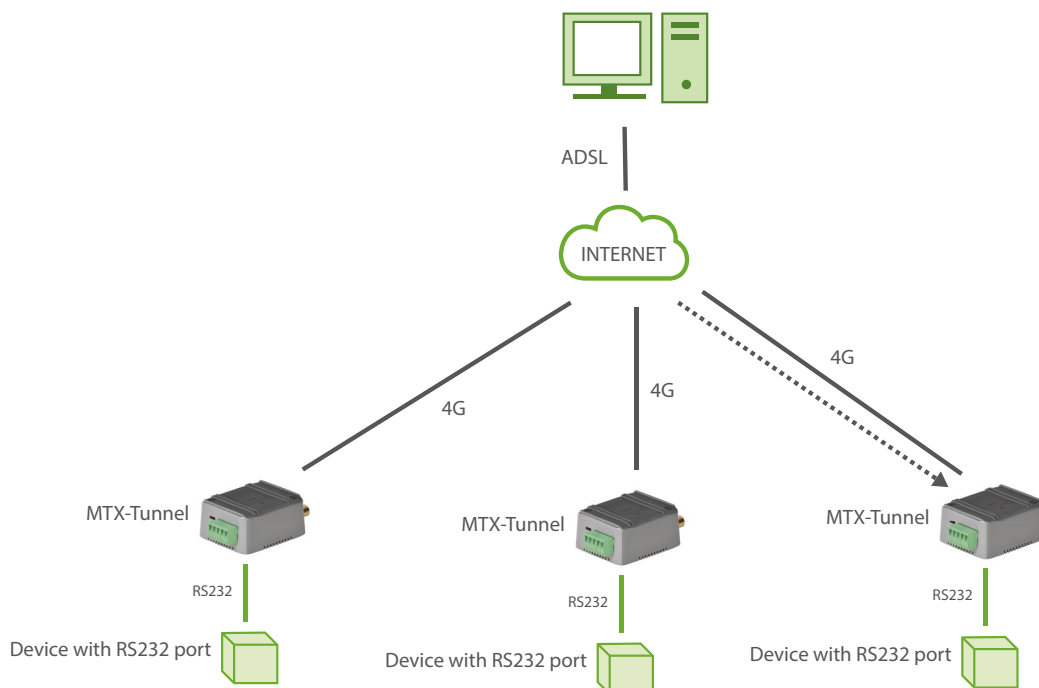 ADSL
INTERNET
4G
4G
4G
MTX-Tunnel
MTX-Tunnel
MTX-Tunnel
RS232
RS232
RS232
Device with RS232 port
Device with RS232 port
Device with RS232 port